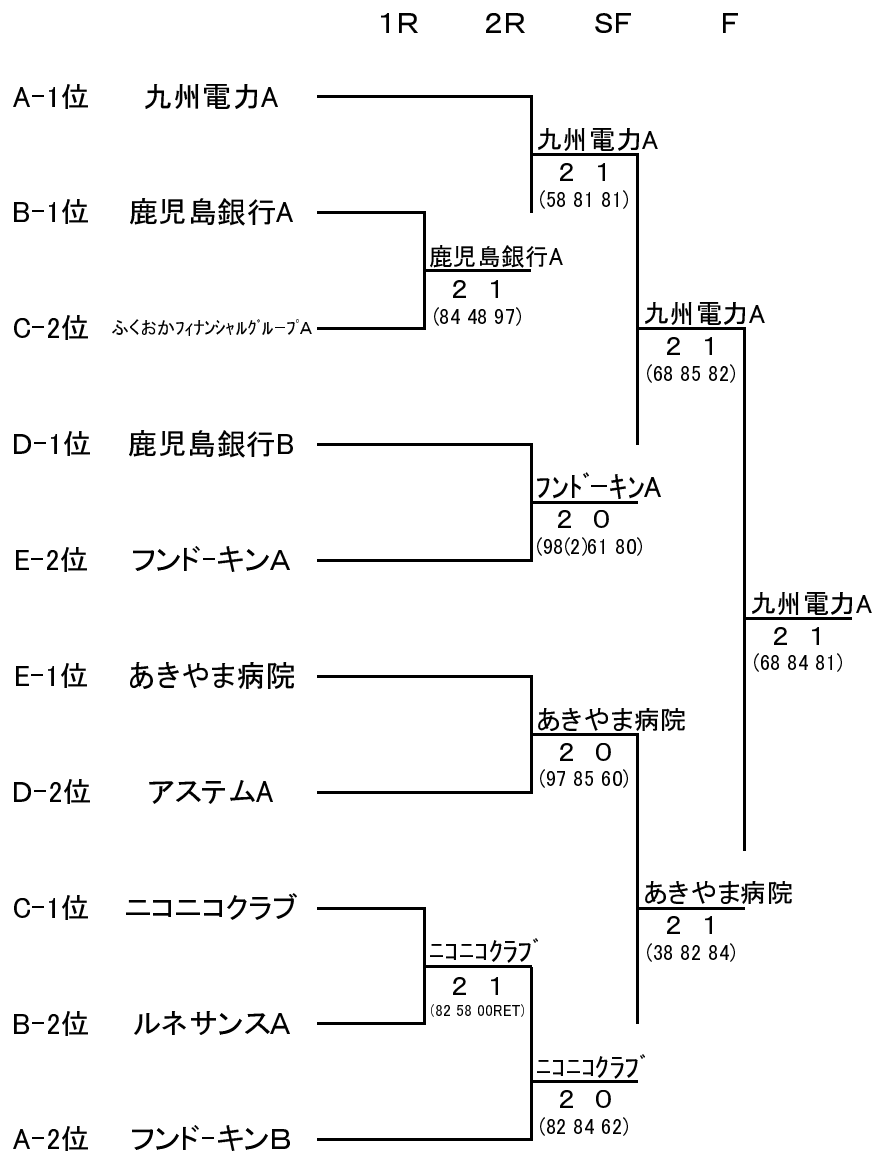 1R 2R SF F
A-1位 九州電力A
九州電力A
2 1
(58 81 81)
B-1位 鹿児島銀行A
鹿児島銀行A
2 1
(84 48 97)
C-2位 ふくおかフィナンシャルグループA
九州電力A
2 1
(68 85 82)
D-1位 鹿児島銀行B
フンドーキンA
2 0
(98(2)61 80)
E-2位 フンドーキンA
九州電力A
2 1
(68 84 81)
E-1位 あきやま病院
あきやま病院
2 0
(97 85 60)
D-2位 アステムA
C-1位 ニコニコクラブ
あきやま病院
2 1
(38 82 84)
ニコニコクラブ
2 1
(82 58 00RET)
B-2位 ルネサンスA
ニコニコクラブ
2 0
(82 84 62)
A-2位 フンドーキンB